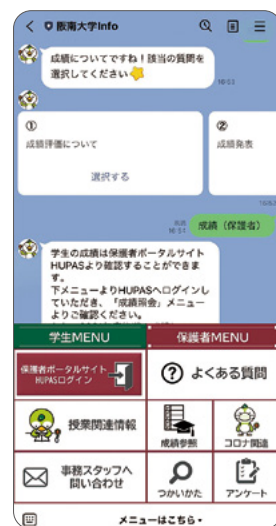 阪南大学Info
成績についてですね！該当の質問を
選択してください
10:53
①
成績評価について
選択する
②
成績発表
既読
10:53
成績（保護者）
学生の成績は保護者ポータルサイト
HUPASより確認することができま
す。
下メニューよりHUPASへログインし
ていただき、「成績照会」メニュー
よりご確認ください。
学生MENU
保護者MENU
保護者ポータルサイト
HUPASログイン
よくある質問
授業関連情報
成績参照
コロナ関連
事務スタッフへ
問い合わせ
つかいかた
アンケート
メニューはこちら